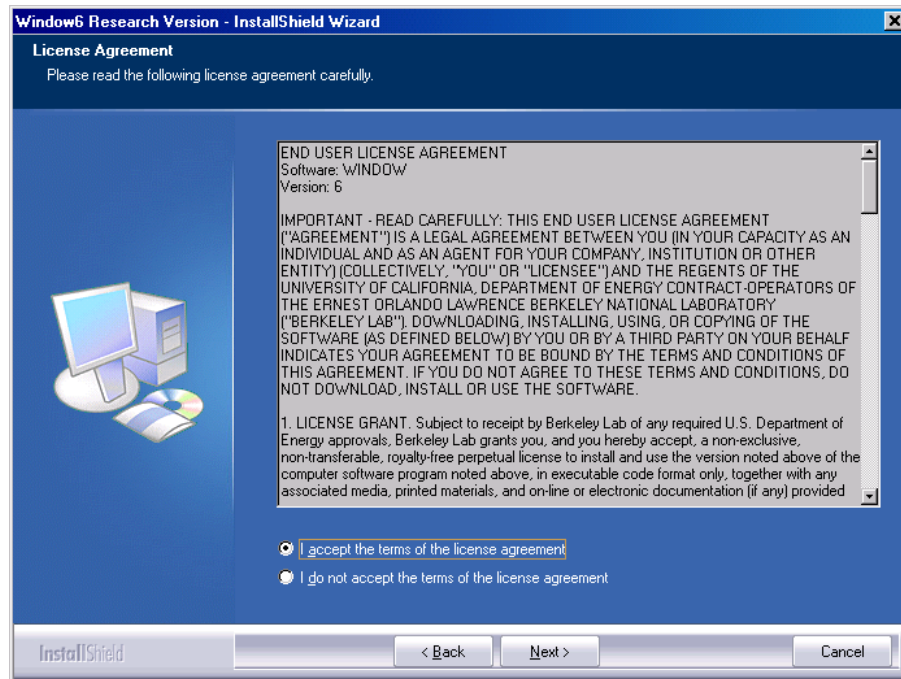 Window6 Research Version - InstallShield Wizard
License Agreement
Please read the following license agreement carefully.
END USER LICENSE AGREEMENT
Software: WINDOW
Version: 6
IMPORTANT - READ CAREFULLY: THIS END USER LICENSE AGREEMENT
("AGREEMENT") IS A LEGAL AGREEMENT BETWEEN YOU (IN YOUR CAPACITY AS AN
INDIVIDUAL AND AS AN AGENT FOR YOUR COMPANY, INSTITUTION OR OTHER
ENTITY) (COLLECTIVELY, "YOU" OR "LICENSEE") AND THE REGENTS OF THE
UNIVERSITY OF CALIFORNIA, DEPARTMENT OF ENERGY CONTRACT-OPERATORS OF
THE ERNEST ORLANDO LAWRENCE BERKELEY NATIONAL LABORATORY
("BERKELEY LAB"). DOWNLOADING, INSTALLING, USING, OR COPYING OF THE
SOFTWARE (AS DEFINED BELOW) BY YOU OR BY A THIRD PARTY ON YOUR BEHALF
INDICATES YOUR AGREEMENT TO BE BOUND BY THE TERMS AND CONDITIONS OF
THIS AGREEMENT. IF YOU DO NOT AGREE TO THESE TERMS AND CONDITIONS, DO
NOT DOWNLOAD, INSTALL OR USE THE SOFTWARE.
1. LICENSE GRANT. Subject to receipt by Berkeley Lab of any required U.S. Department of
Energy approvals, Berkeley Lab grants you, and you hereby accept, a non-exclusive,
non-transferable, royalty-free perpetual license to install and use the version noted above of the
computer software program noted above, in executable code format only, together with any
associated media, printed materials, and on-line or electronic documentation (if any) provided
I accept the terms of the license agreement
I do not accept the terms of the license agreement
InstallShield
< Back
Next >
Cancel